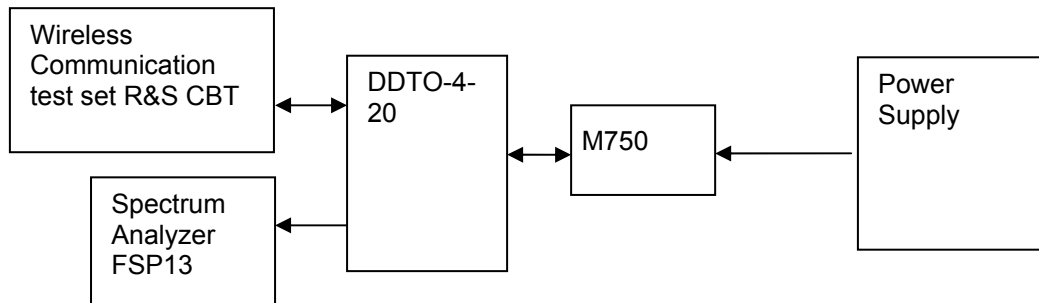 Wireless
Communication
test set R&S CBT
DDTO-4-
20
M750
Power
Supply
Spectrum
Analyzer
FSP13